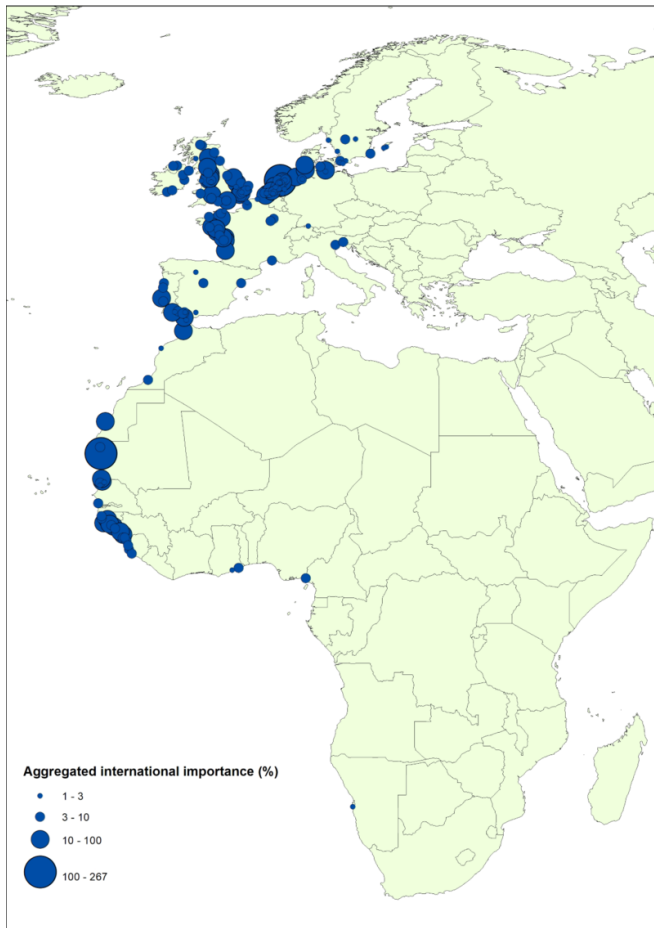 Aggregated international importance (%)
1 - 3
3 - 10
10 - 100
100 - 267